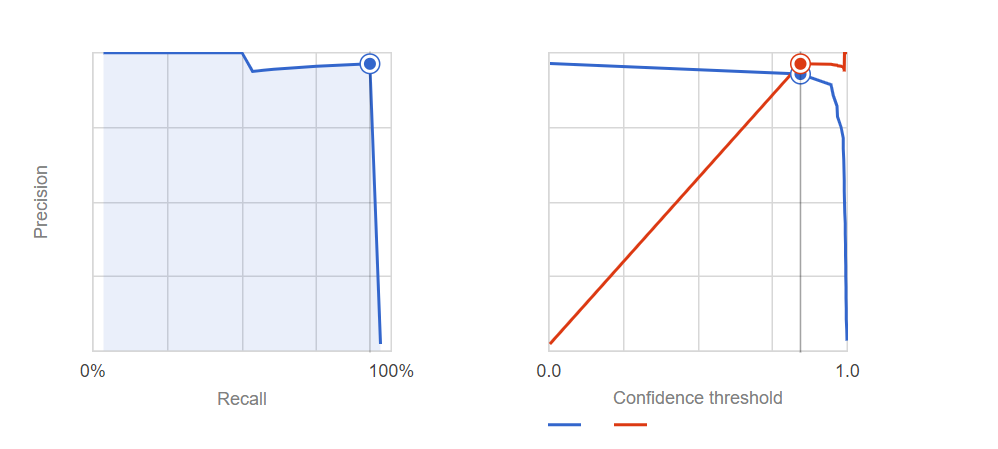 Precision
0%
100%
Recall
0.0
1.0
Confidence threshold